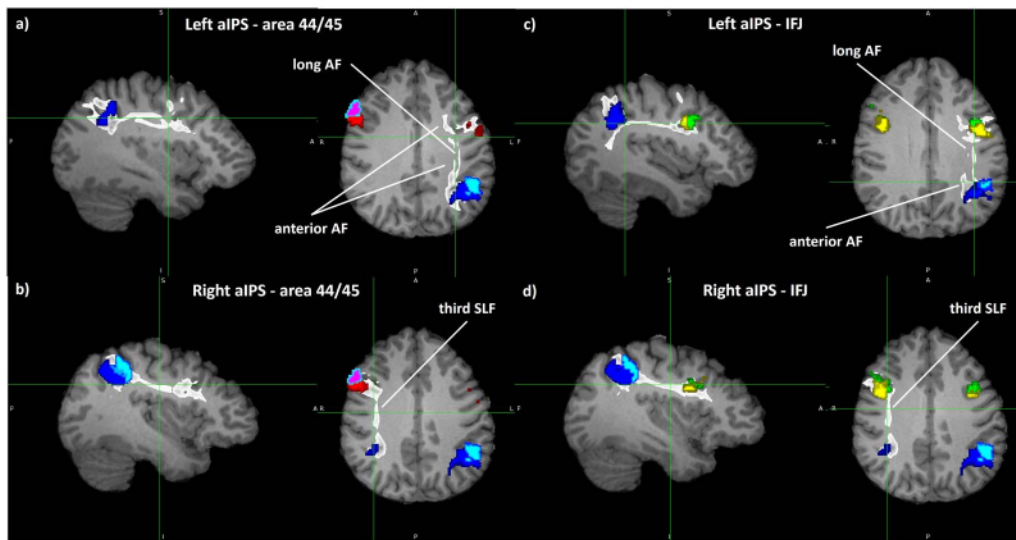 a) Left aIPS - area 44/45
long AF
anterior AF
S
P
A
I
A
R
L
P
c) Left aIPS - IFJ
long AF
anterior AF
S
P
A
I
A
R
L
P
b) Right aIPS - area 44/45
third SLF
S
P
A
I
A
R
L
P
d) Right aIPS - IFJ
third SLF
S
P
A
I
A
R
L
P